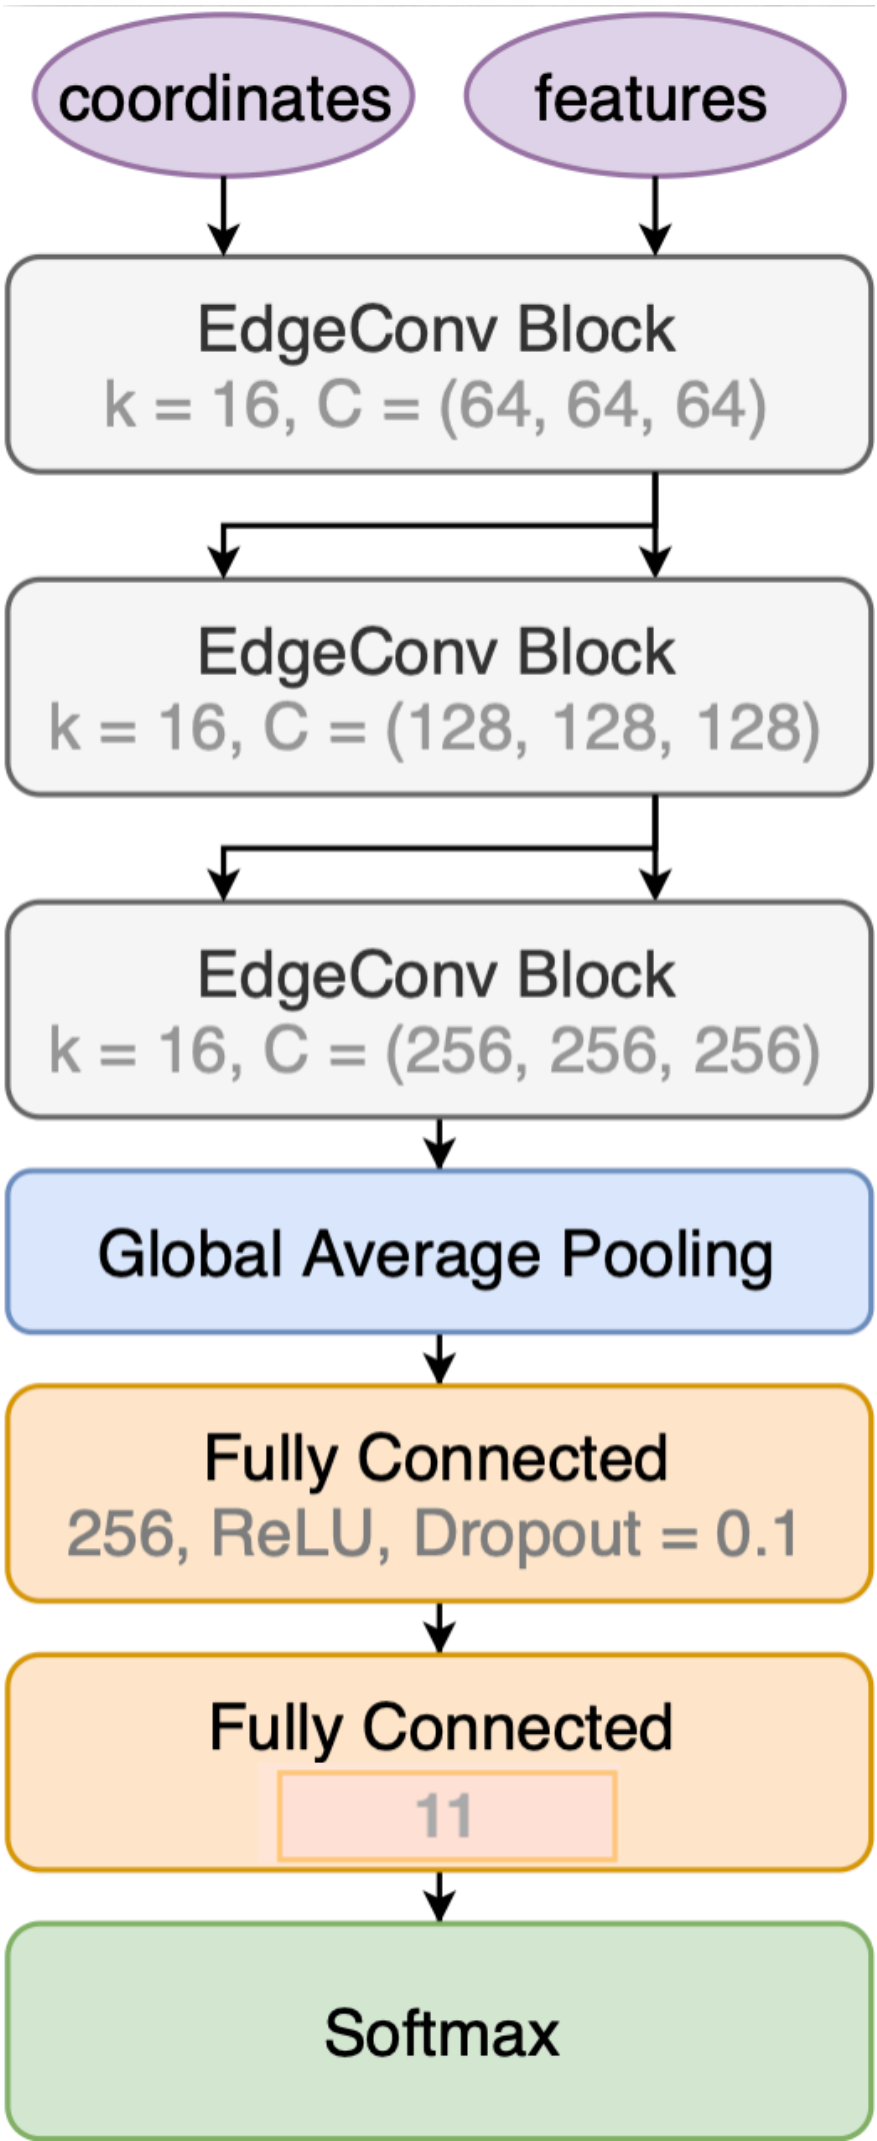 coordinates
features
EdgeConv Block
k = 16, C = (64, 64, 64)
EdgeConv Block
k = 16, C = (128, 128, 128)
EdgeConv Block
k = 16, C = (256, 256, 256)
Global Average Pooling
Fully Connected
256, ReLU, Dropout = 0.1
Fully Connected
11
Softmax